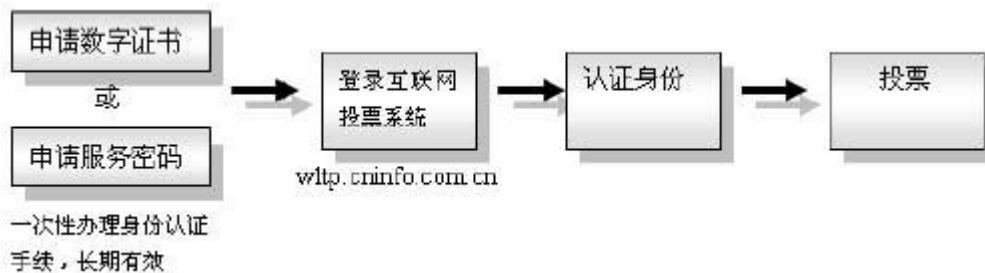 申请数字证书
或
申请服务密码
一次性办理身份认证
手续，长期有效
登录互联网
投票系统
wltp.cninfo.com.cn
认证身份
投票